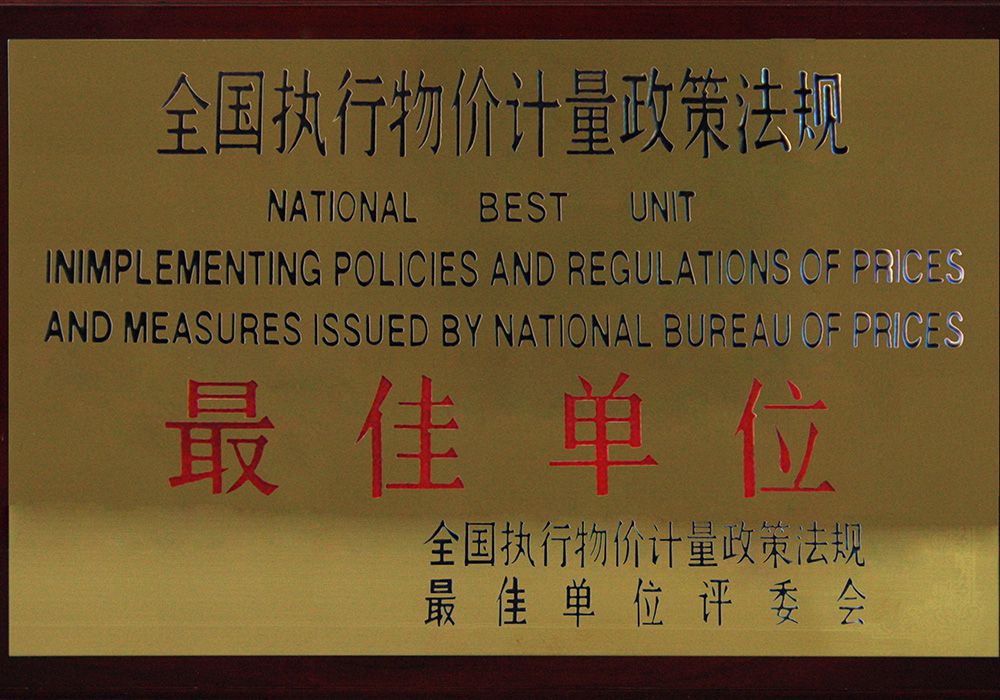 全国执行物价计量政策法规
NATIONAL BEST UNIT
INIMPLEMENTING POLICIES AND REGULATIONS OF PRICES
AND MEASURES ISSUED BY NATIONAL BUREAU OF PRICES
最佳单位
全国执行物价计量政策法规
最佳单位评委会